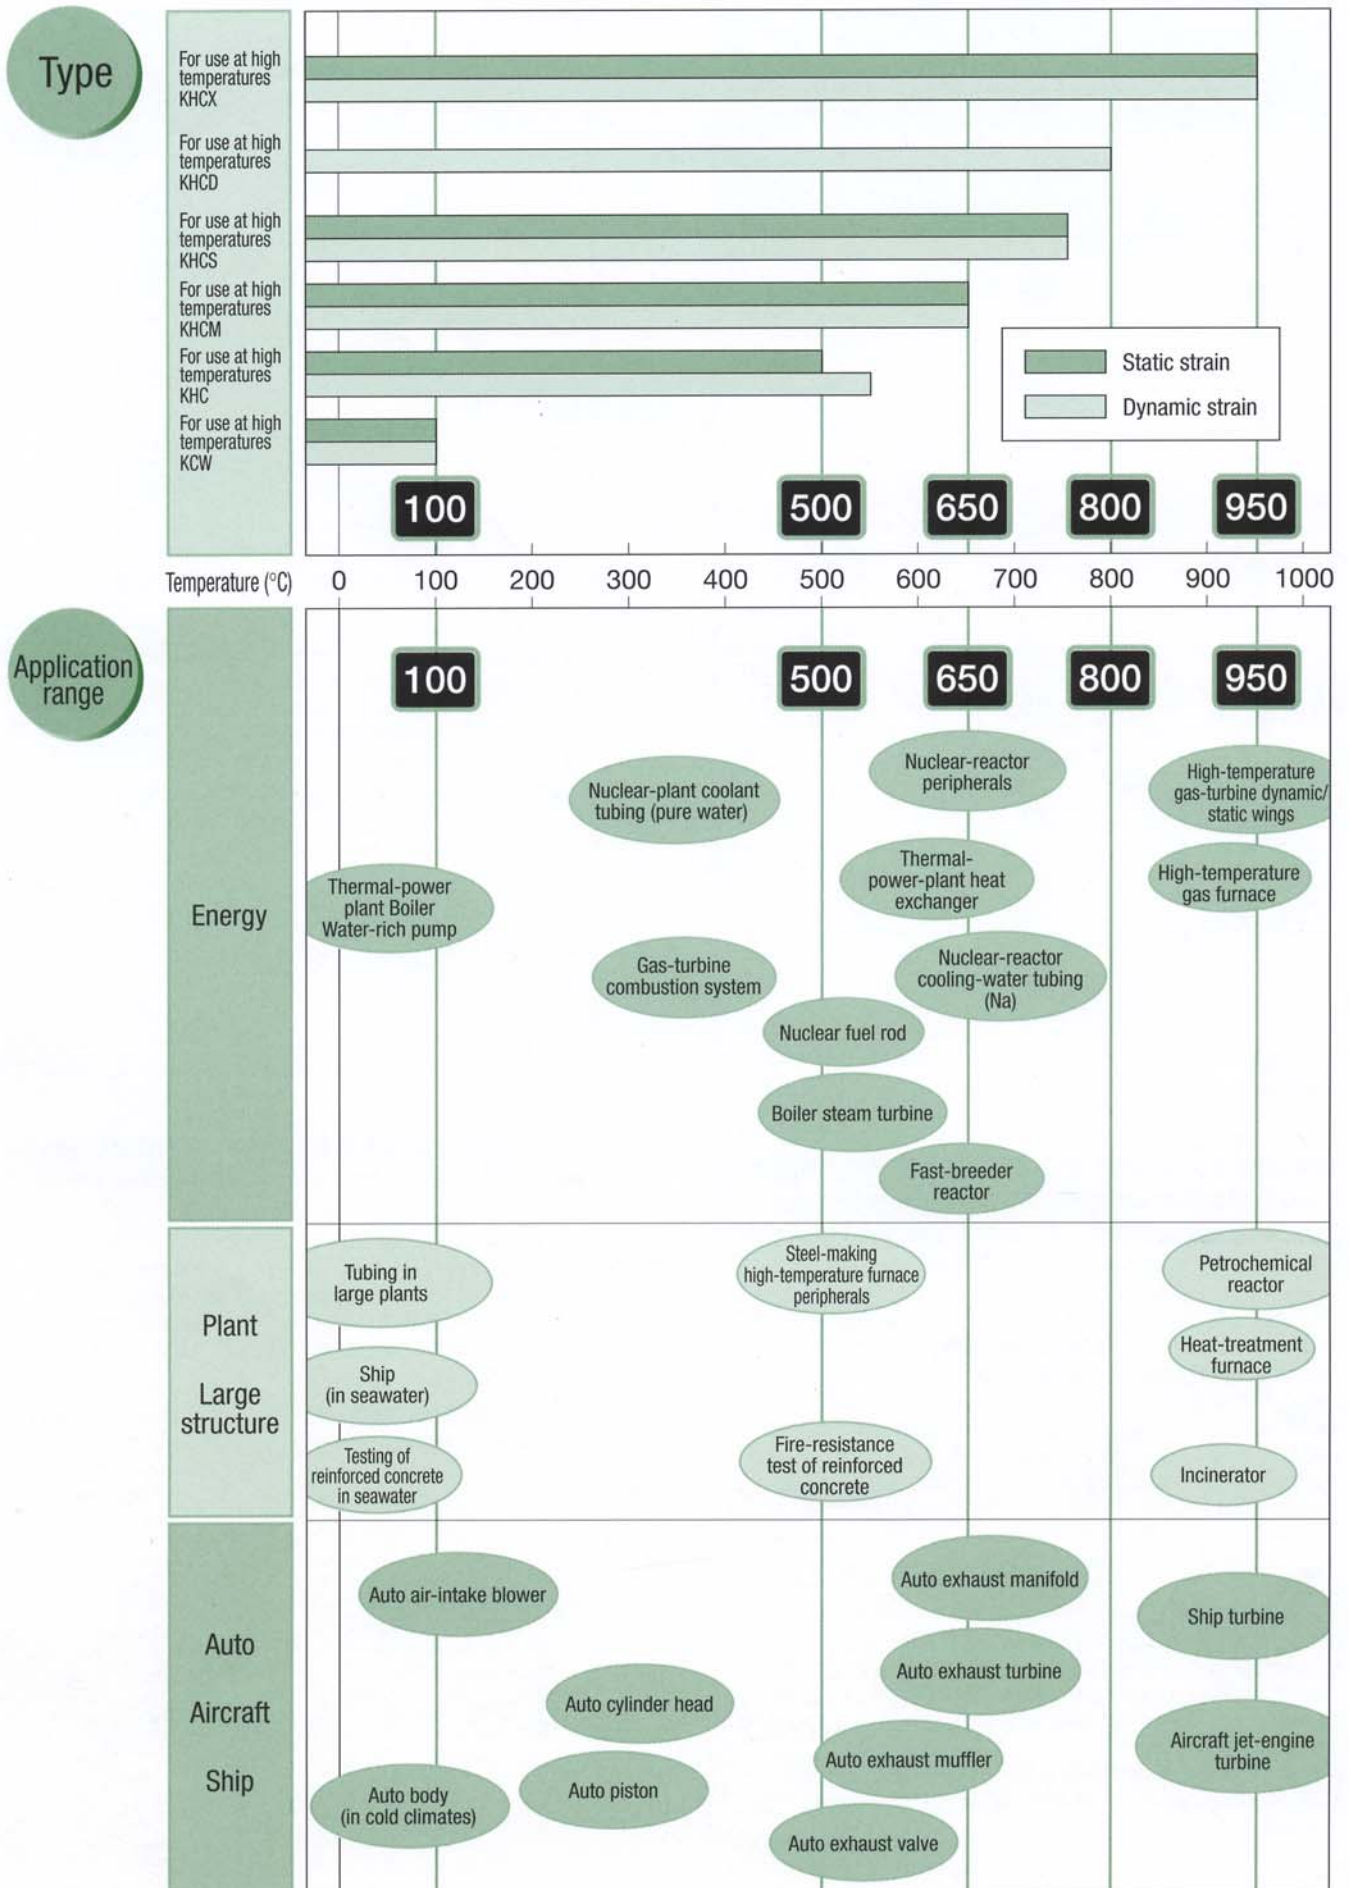 Type
For use at high
temperatures
KHCX
For use at high
temperatures
KHCD
For use at high
temperatures
KHCS
For use at high
temperatures
KHCM
For use at high
temperatures
KHC
For use at high
temperatures
KCW
Static strain
Dynamic strain
100 500 650 800 950
Temperature (°C) 0 100 200 300 400 500 600 700 800 900 1000
Application
range
100 500 650 800 950
Energy
Nuclear-plant coolant
tubing (pure water)
Nuclear-reactor
peripherals
High-temperature
gas-turbine dynamic/
static wings
Thermal-power
plant Boiler
Water-rich pump
Thermal-
power-plant heat
exchanger
High-temperature
gas furnace
Gas-turbine
combustion system
Nuclear-reactor
cooling-water tubing
(Na)
Nuclear fuel rod
Boiler steam turbine
Fast-breeder
reactor
Plant
Large
structure
Tubing in
large plants
Steel-making
high-temperature furnace
peripherals
Petrochemical
reactor
Ship
(in seawater)
Heat-treatment
furnace
Testing of
reinforced concrete
in seawater
Fire-resistance
test of reinforced
concrete
Incinerator
Auto
Aircraft
Ship
Auto air-intake blower
Auto exhaust manifold
Ship turbine
Auto exhaust turbine
Auto cylinder head
Auto exhaust muffler
Aircraft jet-engine
turbine
Auto body
(in cold climates)
Auto piston
Auto exhaust valve